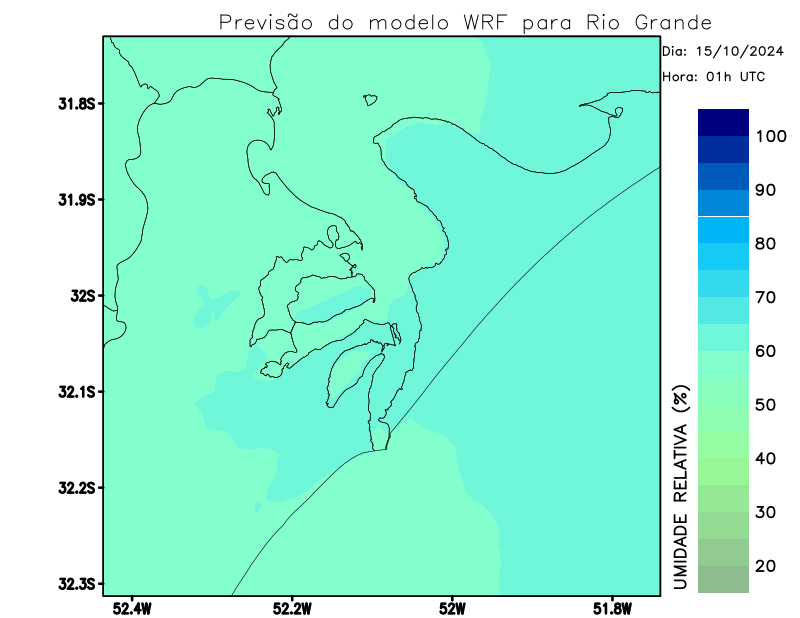 Previsão do modelo WRF para Rio Grande
Dia: 15/10/2024
Hora: 01h UTC
31.8S
31.9S
32S
32.1S
32.2S
32.3S
52.4W
52.2W
52W
51.8W
100
90
80
70
60
50
40
30
20
UMIDADE RELATIVA (%)